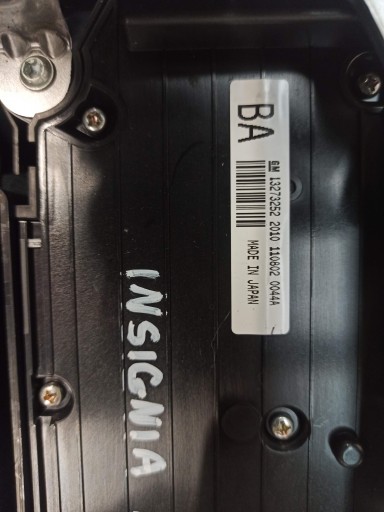 BA
GM 13273252 2010 110802 0044A
MADE IN JAPAN
INSIGNIA